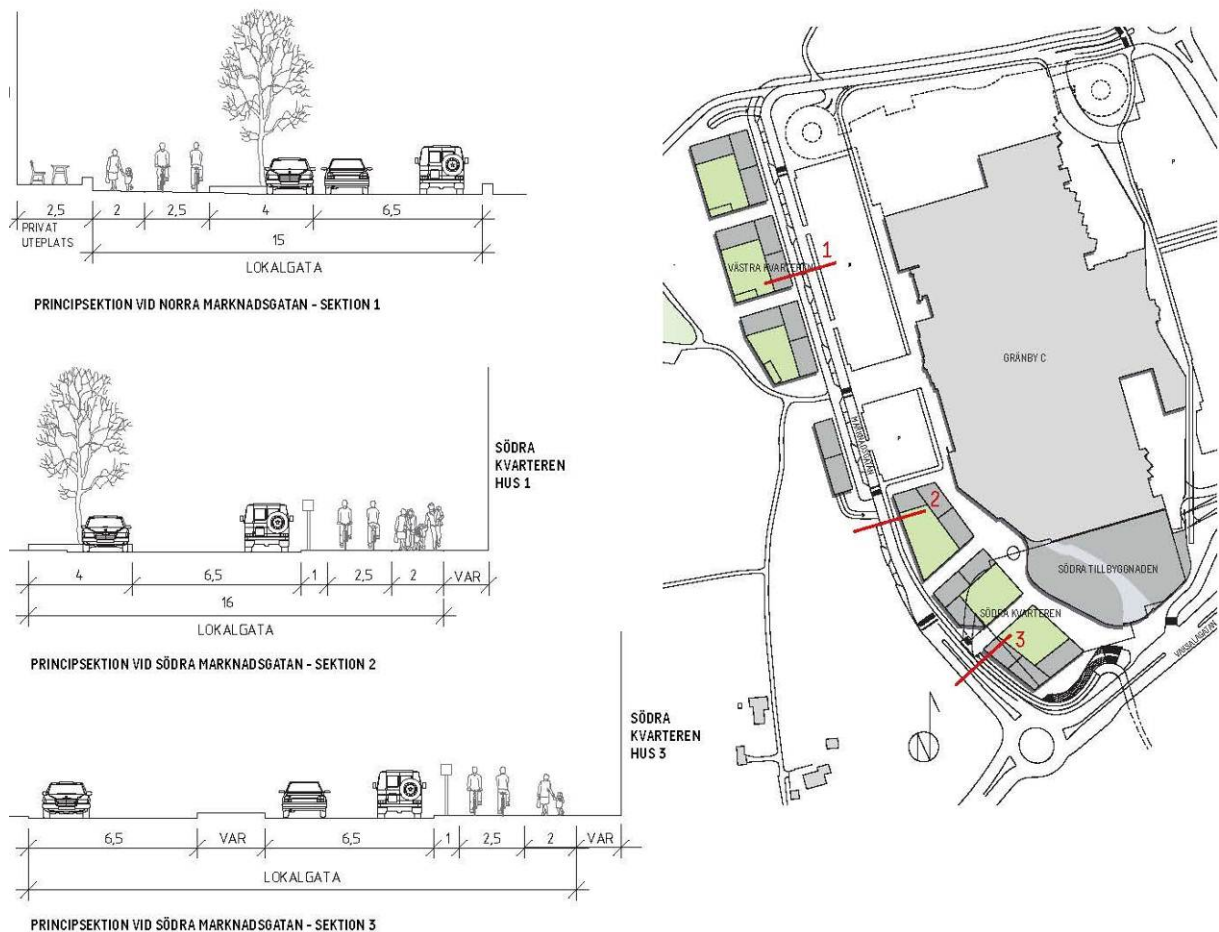 2,5
2
2,5
4
6,5
PRIVAT
UTEPLATS
15
LOKALGATA
PRINCIPSEKTION VID NORRA MARKNADSGATAN - SEKTION 1
SÖDRA
KVARTEREN
HUS 1
4
6,5
1
2,5
2
VAR
16
LOKALGATA
PRINCIPSEKTION VID SÖDRA MARKNADSGATAN - SEKTION 2
SÖDRA
KVARTEREN
HUS 3
6,5
VAR
6,5
1
2,5
2
VAR
LOKALGATA
PRINCIPSEKTION VID SÖDRA MARKNADSGATAN - SEKTION 3
P
1
VÄSTRA KVARTEREN
P
GRÄNBY C
MARKNADSGATAN
P
2
SÖDRA TILLBYGGNADEN
SÖDRA KVARTEREN
3
VAKSALAGATAN
N